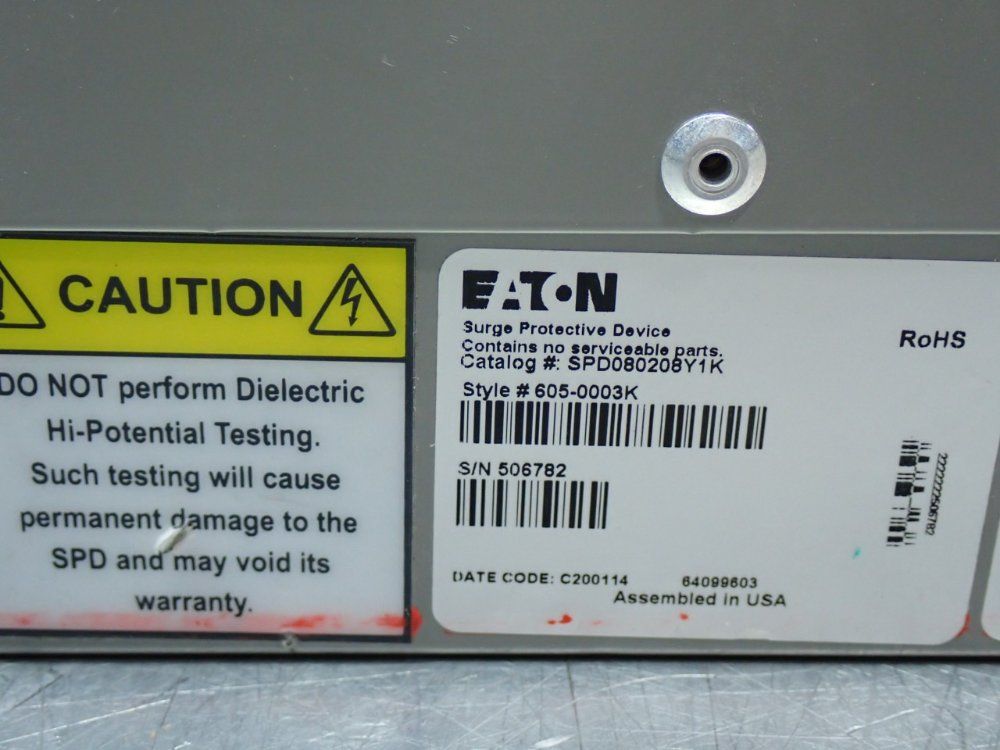 CAUTION
DO NOT perform Dielectric
Hi-Potential Testing.
Such testing will cause
permanent damage to the
SPD and may void its
warranty.
EATON
Surge Protective Device
Contains no serviceable parts.
Catalog #: SPD080208Y1K
RoHS
Style # 605-0003K
S/N 506782
2222222506782
DATE CODE: C200114 64099603
Assembled in USA